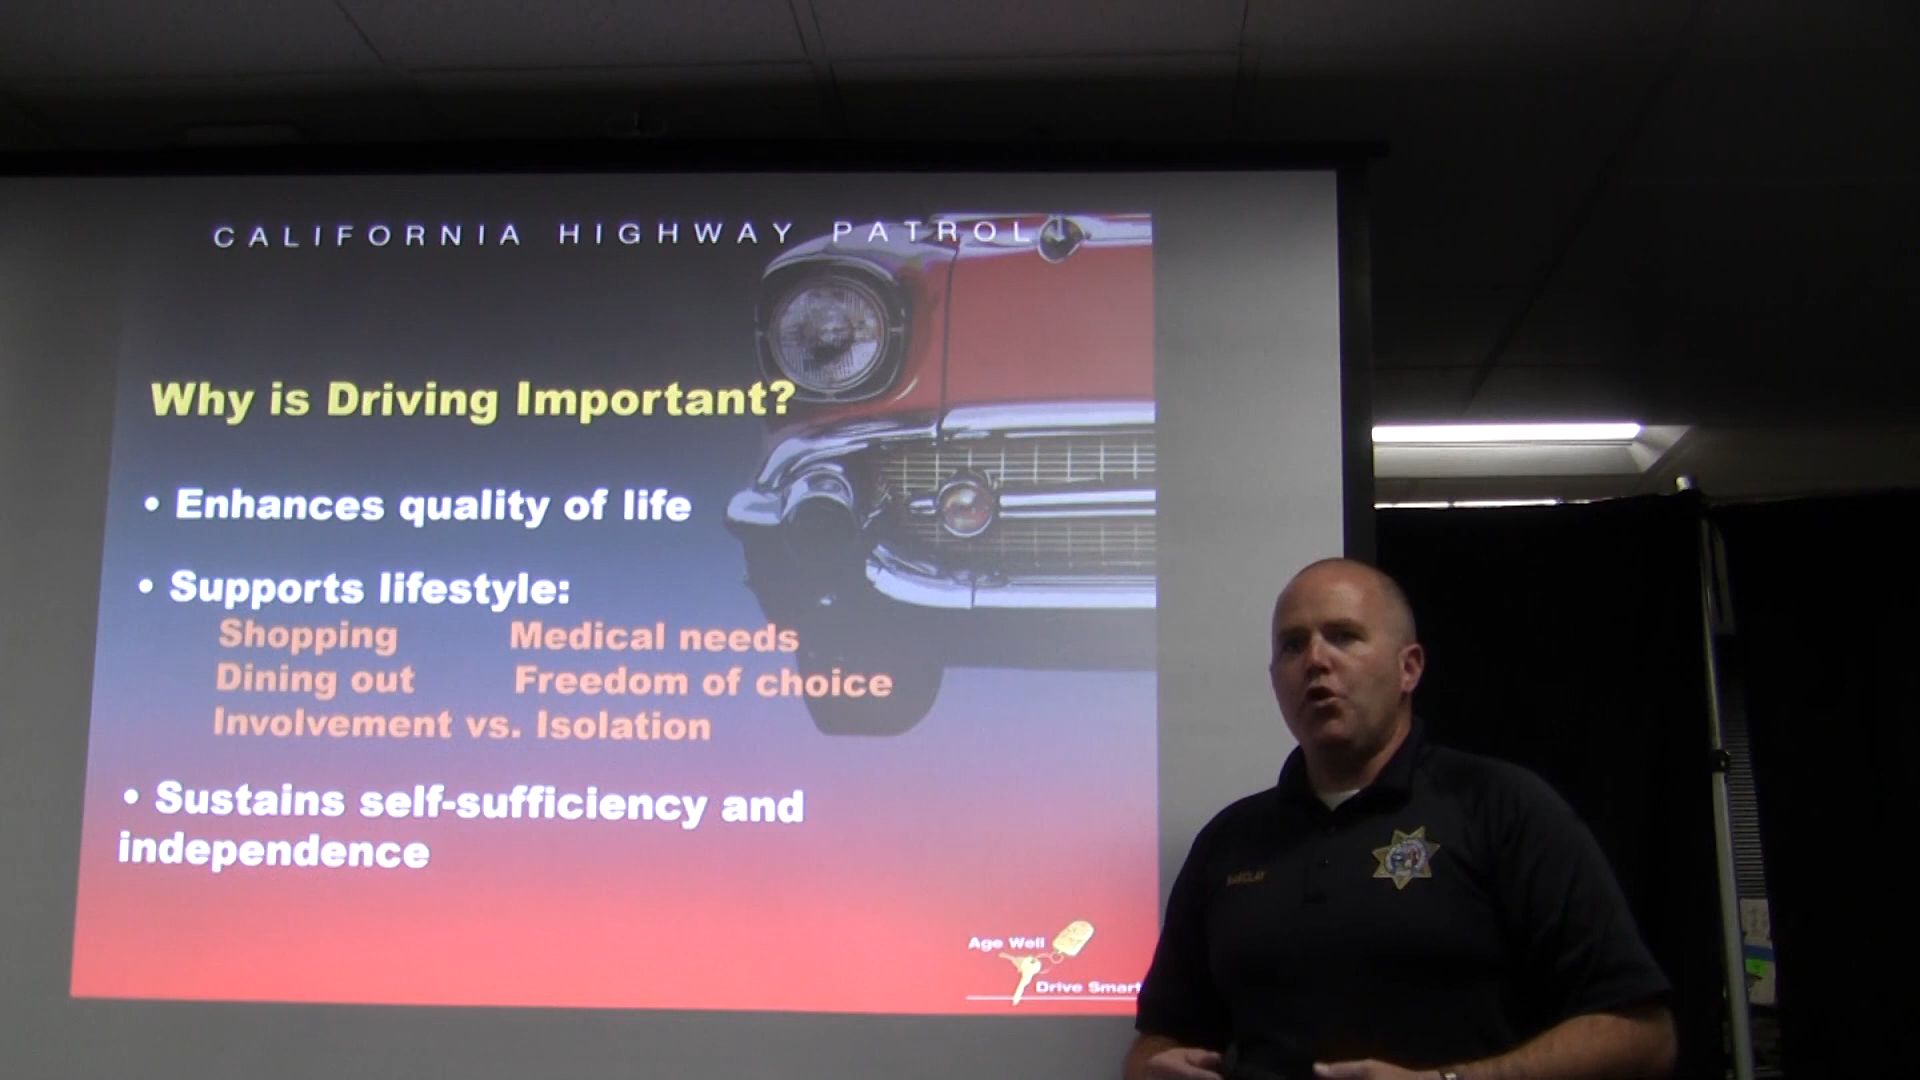 CALIFORNIA HIGHWAY PATROL
Why is Driving Important?
• Enhances quality of life
• Supports lifestyle:
Shopping Medical needs
Dining out Freedom of choice
Involvement vs. Isolation
• Sustains self-sufficiency and
independence
Age Well
Drive Smart
BARCLAY